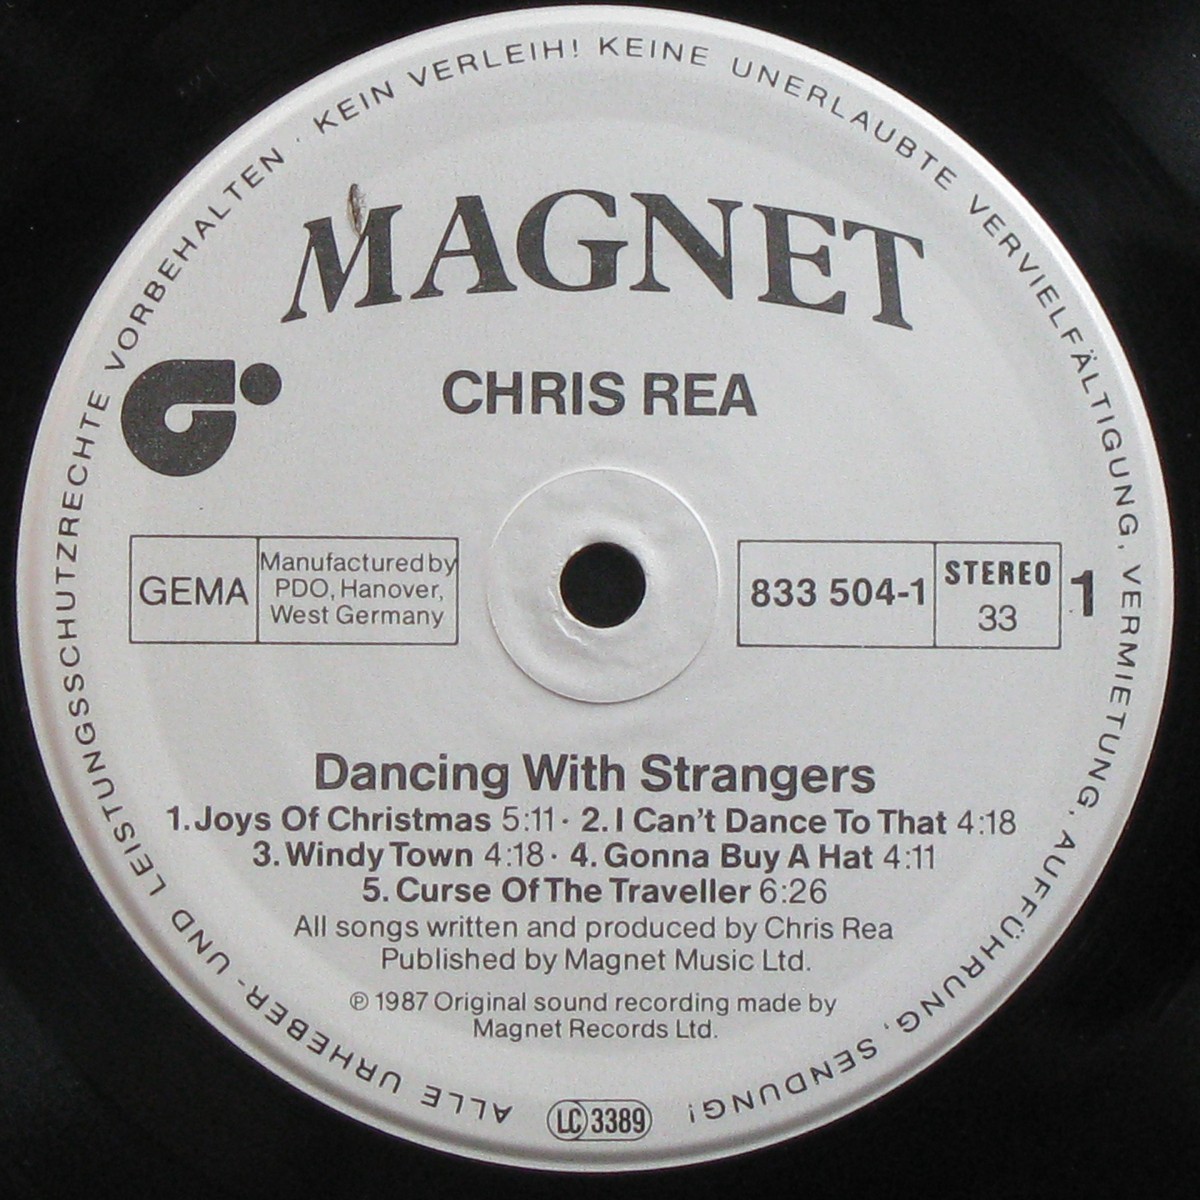 ALLE URHEBER- UND LEISTUNGSSCHUTZRECHTE VORBEHALTEN · KEIN VERLEIH! KEINE UNERLAUBTE VERVIELFÄLTIGUNG, VERMIETUNG, AUFFÜHRUNG, SENDUNG!
MAGNET
CHRIS REA
GEMA
Manufactured by
PDO, Hanover,
West Germany
833 504-1
STEREO
33
1
Dancing With Strangers
1. Joys Of Christmas 5:11 · 2. I Can't Dance To That 4:18
3. Windy Town 4:18 · 4. Gonna Buy A Hat 4:11
5. Curse Of The Traveller 6:26
All songs written and produced by Chris Rea
Published by Magnet Music Ltd.
℗ 1987 Original sound recording made by
Magnet Records Ltd.
LC 3389